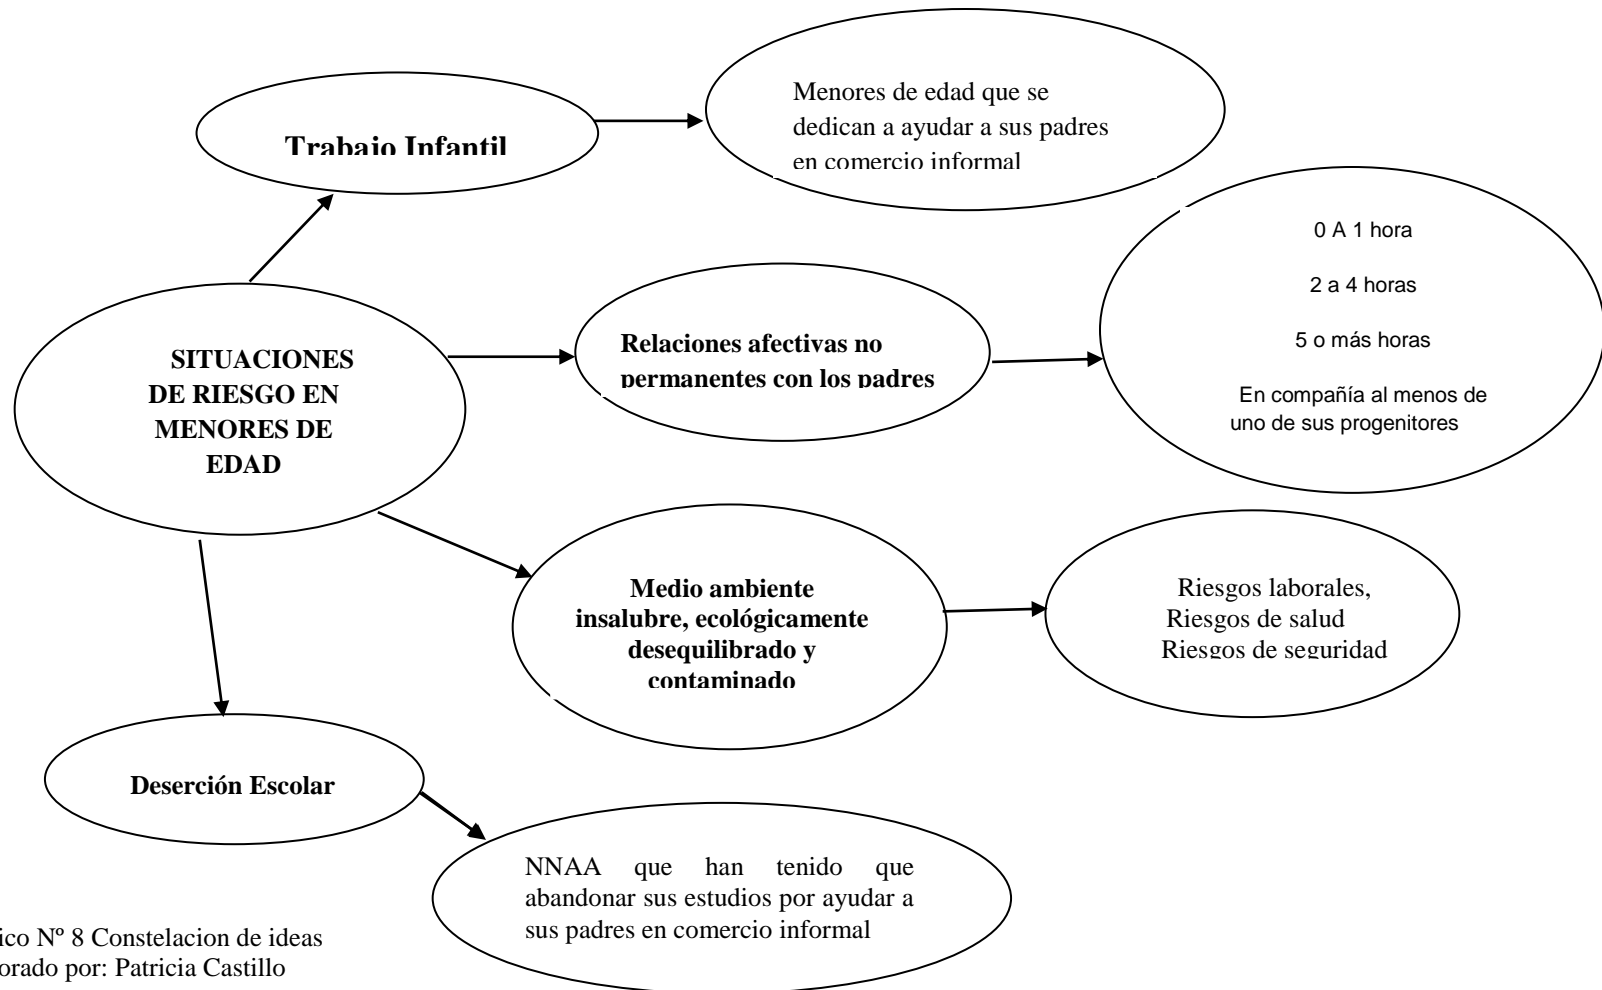 Trabajo Infantil
Menores de edad que se
dedican a ayudar a sus padres
en comercio informal
0 A 1 hora
2 a 4 horas
5 o más horas
En compañía al menos de
uno de sus progenitores
Relaciones afectivas no
permanentes con los padres
SITUACIONES
DE RIESGO EN
MENORES DE
EDAD
Medio ambiente
insalubre, ecológicamente
desequilibrado y
contaminado
Riesgos laborales,
Riesgos de salud
Riesgos de seguridad
Deserción Escolar
NNAA que han tenido que
abandonar sus estudios por ayudar a
sus padres en comercio informal
ico Nº 8 Constelacion de ideas
orado por: Patricia Castillo